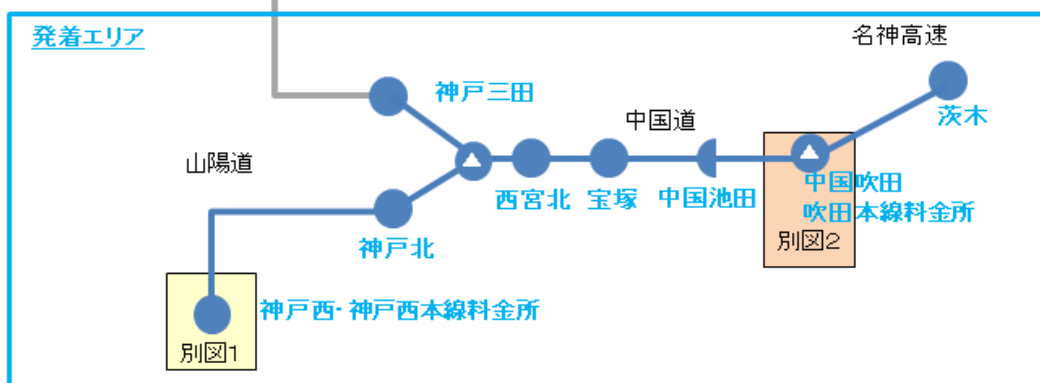 発着エリア
名神高速
神戸三田
茨木
中国道
山陽道
西宮北
宝塚
中国池田
中国吹田
吹田本線料金所
別図2
神戸北
神戸西・神戸西本線料金所
別図1